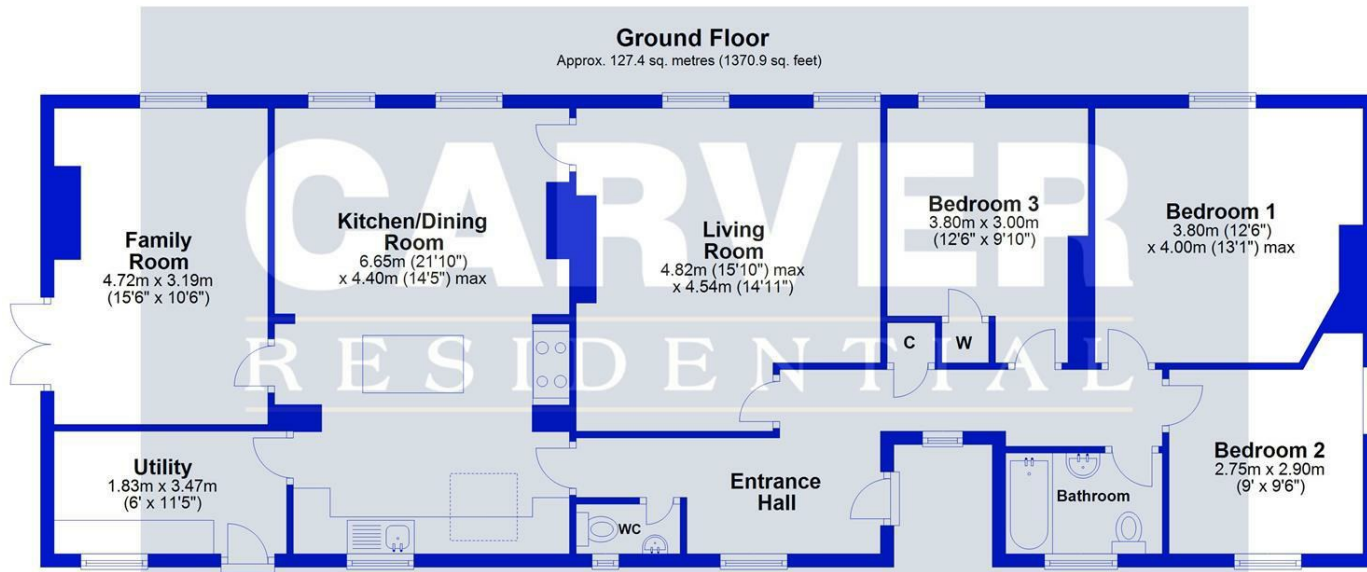 Ground Floor
Approx. 127.4 sq. metres (1370.9 sq. feet)
CARVER
RESIDENTIAL
Family
Room
4.72m x 3.19m
(15'6" x 10'6")
Kitchen/Dining
Room
6.65m (21'10")
x 4.40m (14'5") max
Living
Room
4.82m (15'10") max
x 4.54m (14'11")
Bedroom 3
3.80m x 3.00m
(12'6" x 9'10")
Bedroom 1
3.80m (12'6")
x 4.00m (13'1") max
C
W
Utility
1.83m x 3.47m
(6' x 11'5")
WC
Entrance
Hall
Bathroom
Bedroom 2
2.75m x 2.90m
(9' x 9'6")